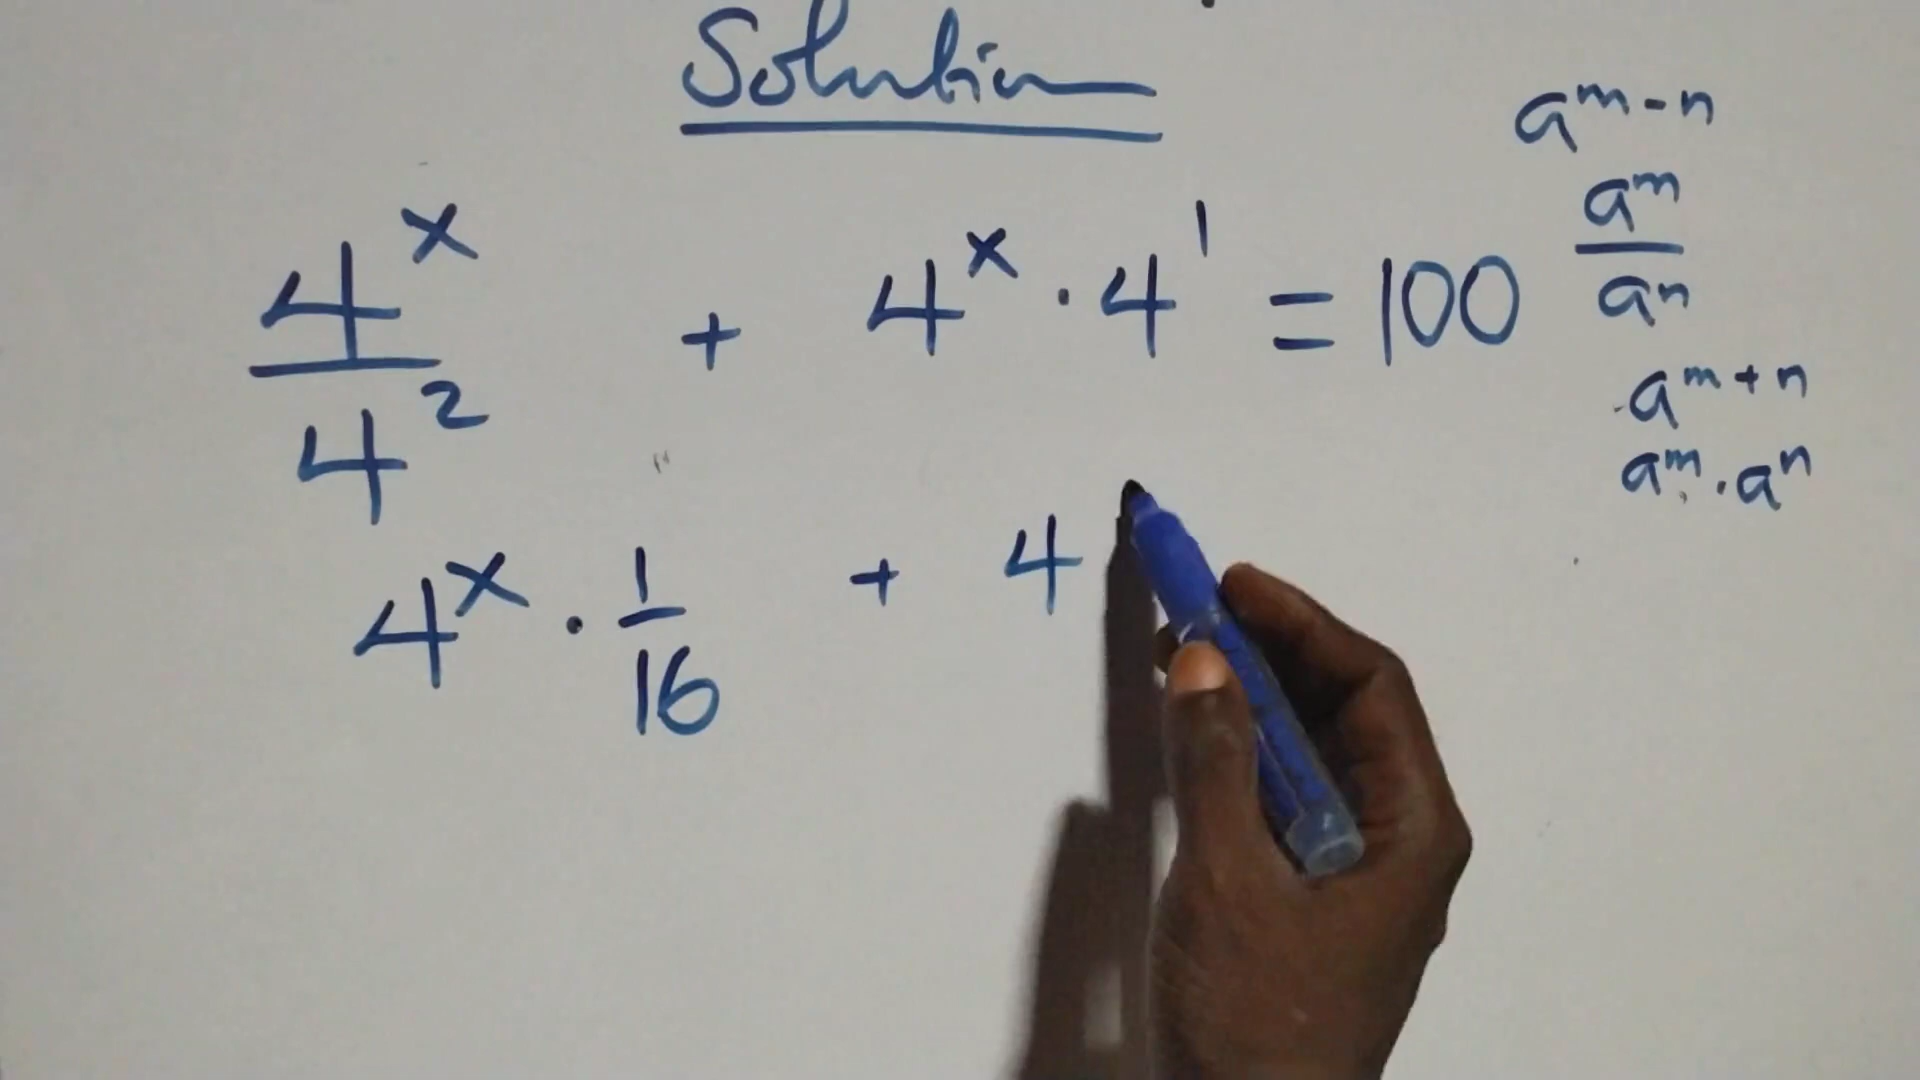 Solution
4^x / 4^2 + 4^x · 4^1 = 100
4^x · 1/16 + 4
a^m-n
a^m / a^n
a^m+n
a^m · a^n